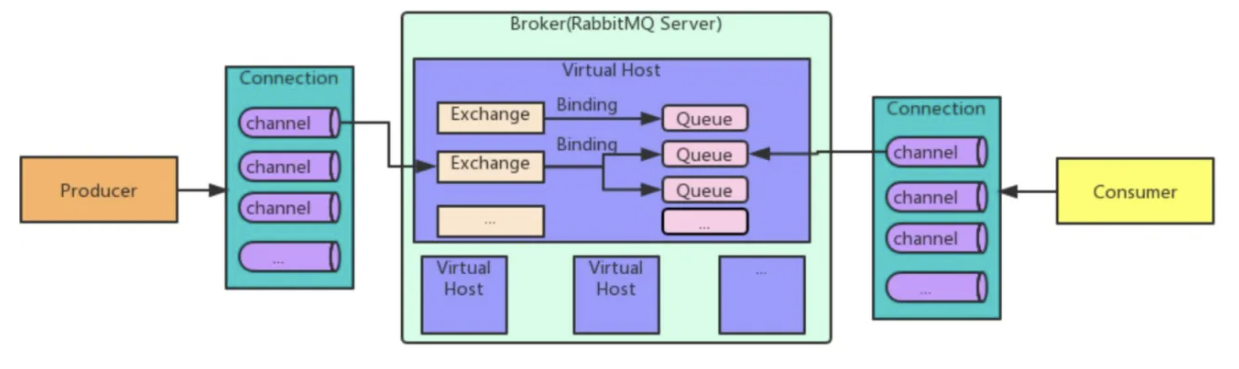 Broker(RabbitMQ Server)
Connection
channel
channel
channel
...
Producer
Virtual Host
Exchange
Binding
Queue
Exchange
Binding
Queue
Queue
...
...
Virtual
Host
Virtual
Host
...
Connection
channel
channel
channel
...
Consumer